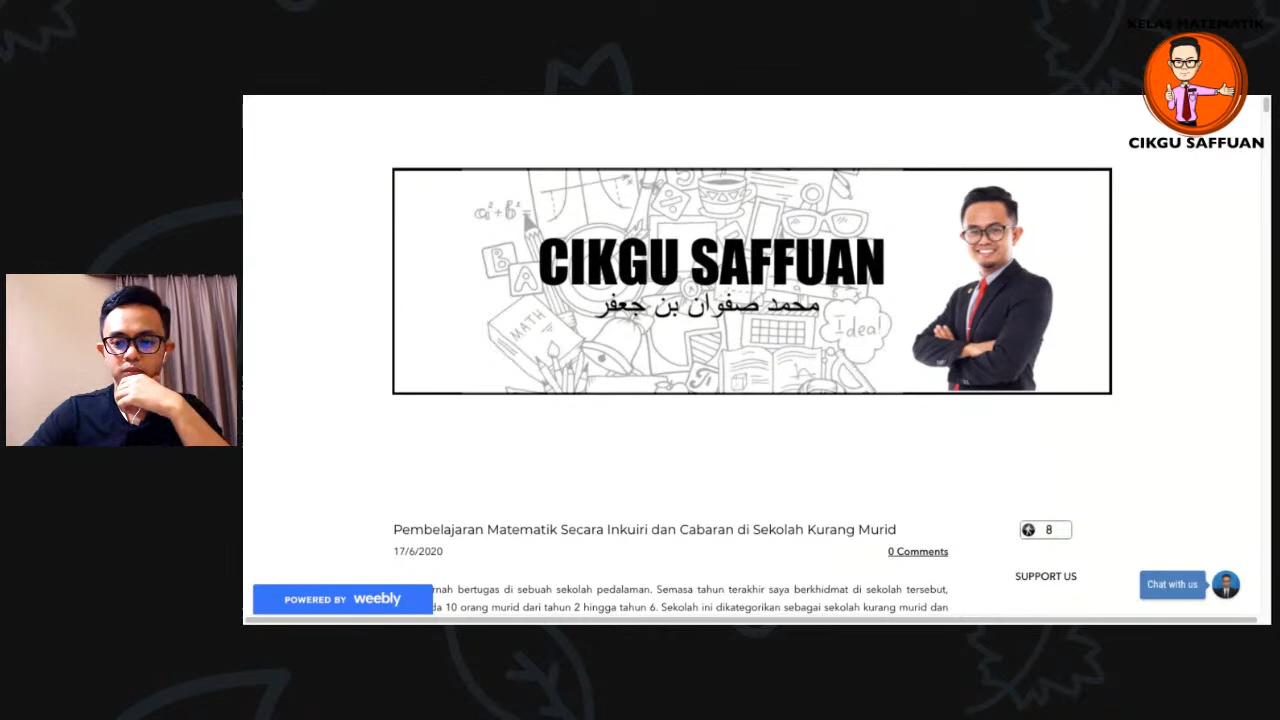 KELAS MATEMATIK
CIKGU SAFFUAN
a² + b² =
5
B
A
MATH
Idea!
CIKGU SAFFUAN
محمد صفوان بن جعفر
Pembelajaran Matematik Secara Inkuiri dan Cabaran di Sekolah Kurang Murid
8
17/6/2020
0 Comments
SUPPORT US
bertugas di sebuah sekolah pedalaman. Semasa tahun terakhir saya berkhidmat di sekolah tersebut,
10 orang murid dari tahun 2 hingga tahun 6. Sekolah ini dikategorikan sebagai sekolah kurang murid dan
POWERED BY weebly
Chat with us